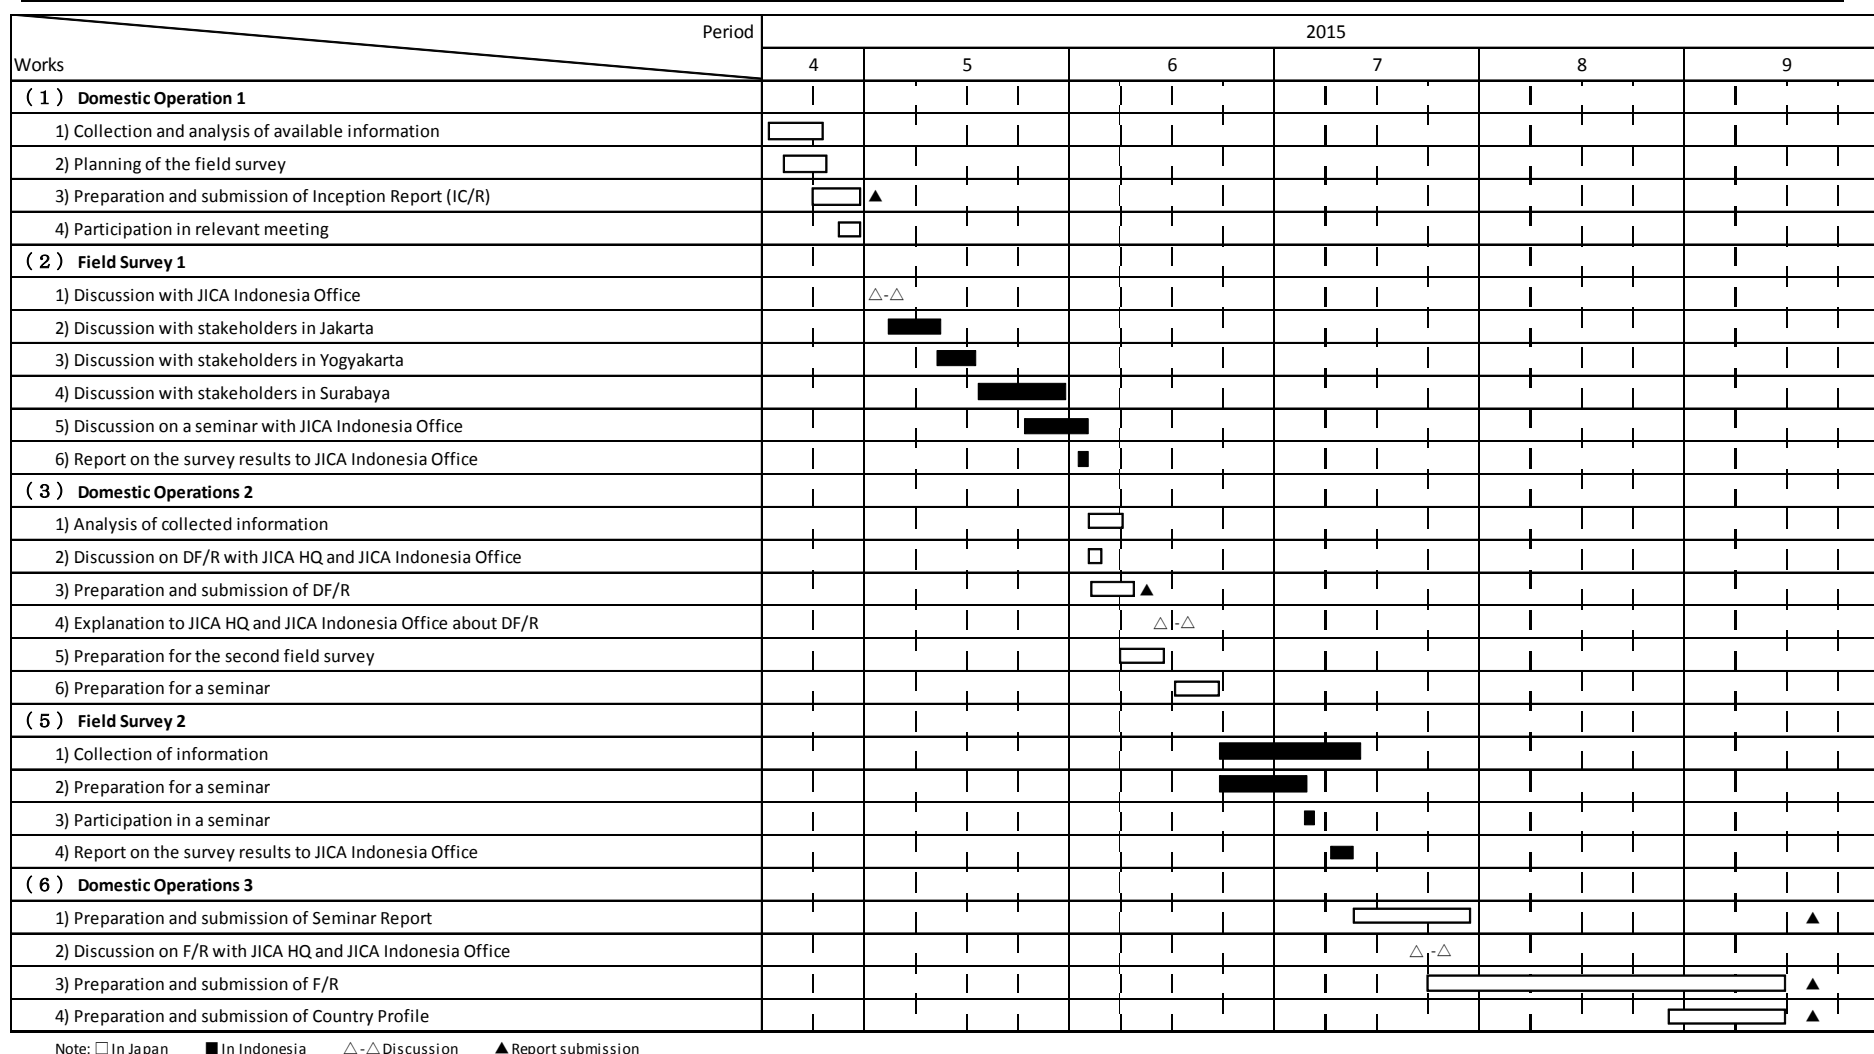 Period
2015
Works
4 5 6 7 8 9
（１） Domestic Operation 1
1) Collection and analysis of available information
2) Planning of the field survey
3) Preparation and submission of Inception Report (IC/R) ▲
4) Participation in relevant meeting
（２） Field Survey 1
1) Discussion with JICA Indonesia Office △-△
2) Discussion with stakeholders in Jakarta
3) Discussion with stakeholders in Yogyakarta
4) Discussion with stakeholders in Surabaya
5) Discussion on a seminar with JICA Indonesia Office
6) Report on the survey results to JICA Indonesia Office
（３） Domestic Operations 2
1) Analysis of collected information
2) Discussion on DF/R with JICA HQ and JICA Indonesia Office
3) Preparation and submission of DF/R ▲
4) Explanation to JICA HQ and JICA Indonesia Office about DF/R △-△
5) Preparation for the second field survey
6) Preparation for a seminar
（５） Field Survey 2
1) Collection of information
2) Preparation for a seminar
3) Participation in a seminar
4) Report on the survey results to JICA Indonesia Office
（６） Domestic Operations 3
1) Preparation and submission of Seminar Report ▲
2) Discussion on F/R with JICA HQ and JICA Indonesia Office △-△
3) Preparation and submission of F/R ▲
4) Preparation and submission of Country Profile ▲
Note: □In Japan ■In Indonesia △-△Discussion ▲Report submission